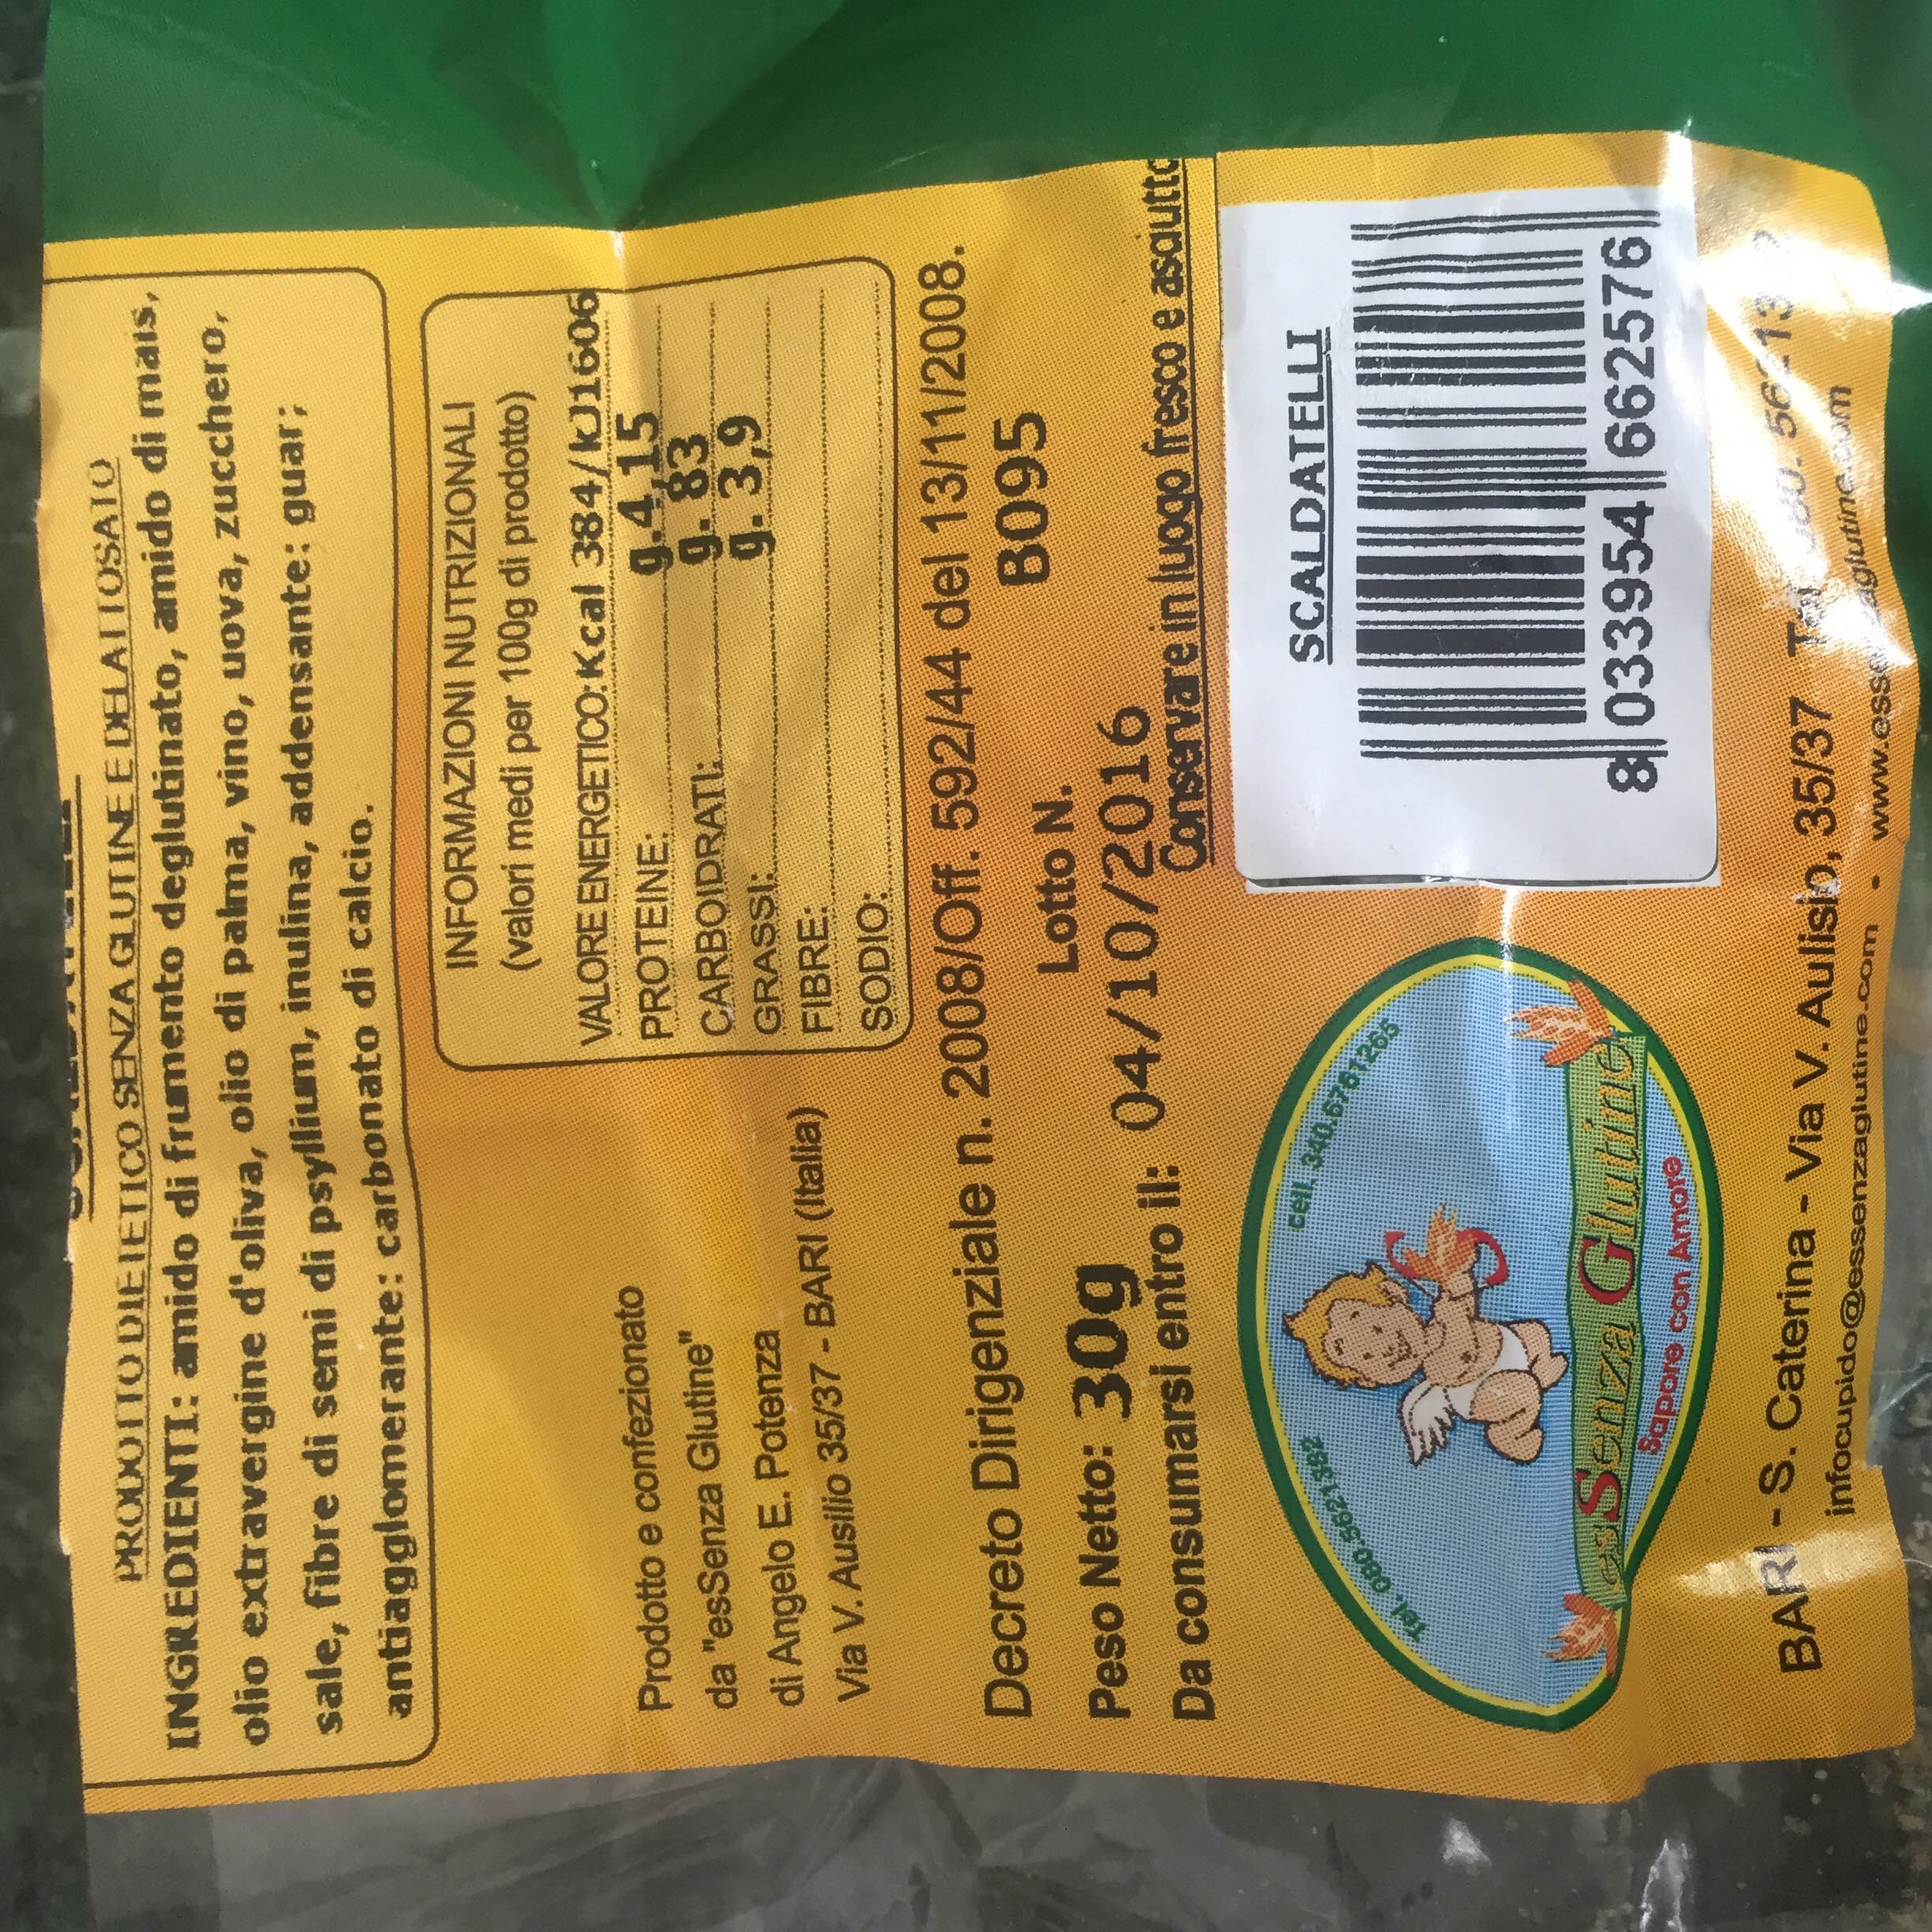 PRODOTTO DIETETICO SENZA GLUTINE E DELATTOSATO
INGREDIENTI: amido di frumento deglutinato, amido di mais,
olio extravergine d'oliva, olio di palma, vino, uova, zucchero,
sale, fibre di semi di psyllium, inulina, addensante: guar;
antiagglomerante: carbonato di calcio.
INFORMAZIONI NUTRIZIONALI
(valori medi per 100g di prodotto)
VALORE ENERGETICO: Kcal 384/kJ1606
PROTEINE: g.4,15
CARBOIDRATI: g. 83
GRASSI: g. 3,9
FIBRE:
SODIO:
Prodotto e confezionato
da "esSenza Glutine"
di Angelo E. Potenza
Via V. Ausilio 35/37 - BARI (Italia)
Decreto Dirigenziale n. 2008/Off. 592/44 del 13/11/2008.
Peso Netto: 30g Lotto N. B095
Da consumarsi entro il: 04/10/2016
Conservare in luogo fresco e asciutto
Tel. 080.5621382 cell. 340.6761265
esSenza Glutine
Sapore con Amore
SCALDATELLI
8 033954 662576
BARI - S. Caterina - Via V. Aulisio, 35/37
infocupido@essenzaglutine.com •